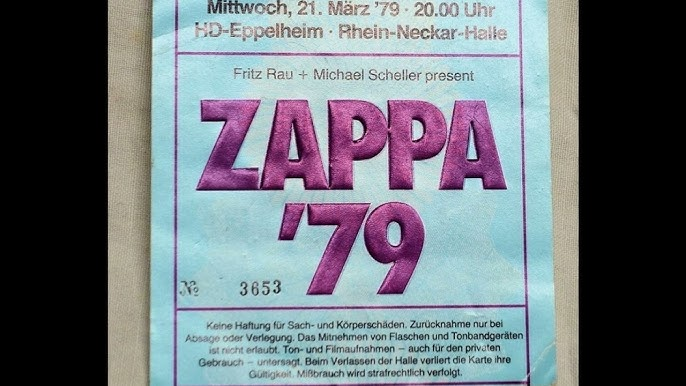 Mittwoch, 21. März '79 · 20.00 Uhr
HD-Eppelheim · Rhein-Neckar-Halle
Fritz Rau + Michael Scheller present
ZAPPA
'79
№ 3653
Keine Haftung für Sach- und Körperschäden. Zurücknahme nur bei
Absage oder Verlegung. Das Mitnehmen von Flaschen und Tonbandgeräten
ist nicht erlaubt. Ton- und Filmaufnahmen – auch für den privaten
Gebrauch – untersagt. Beim Verlassen der Halle verliert die Karte ihre
Gültigkeit. Mißbrauch wird strafrechtlich verfolgt.